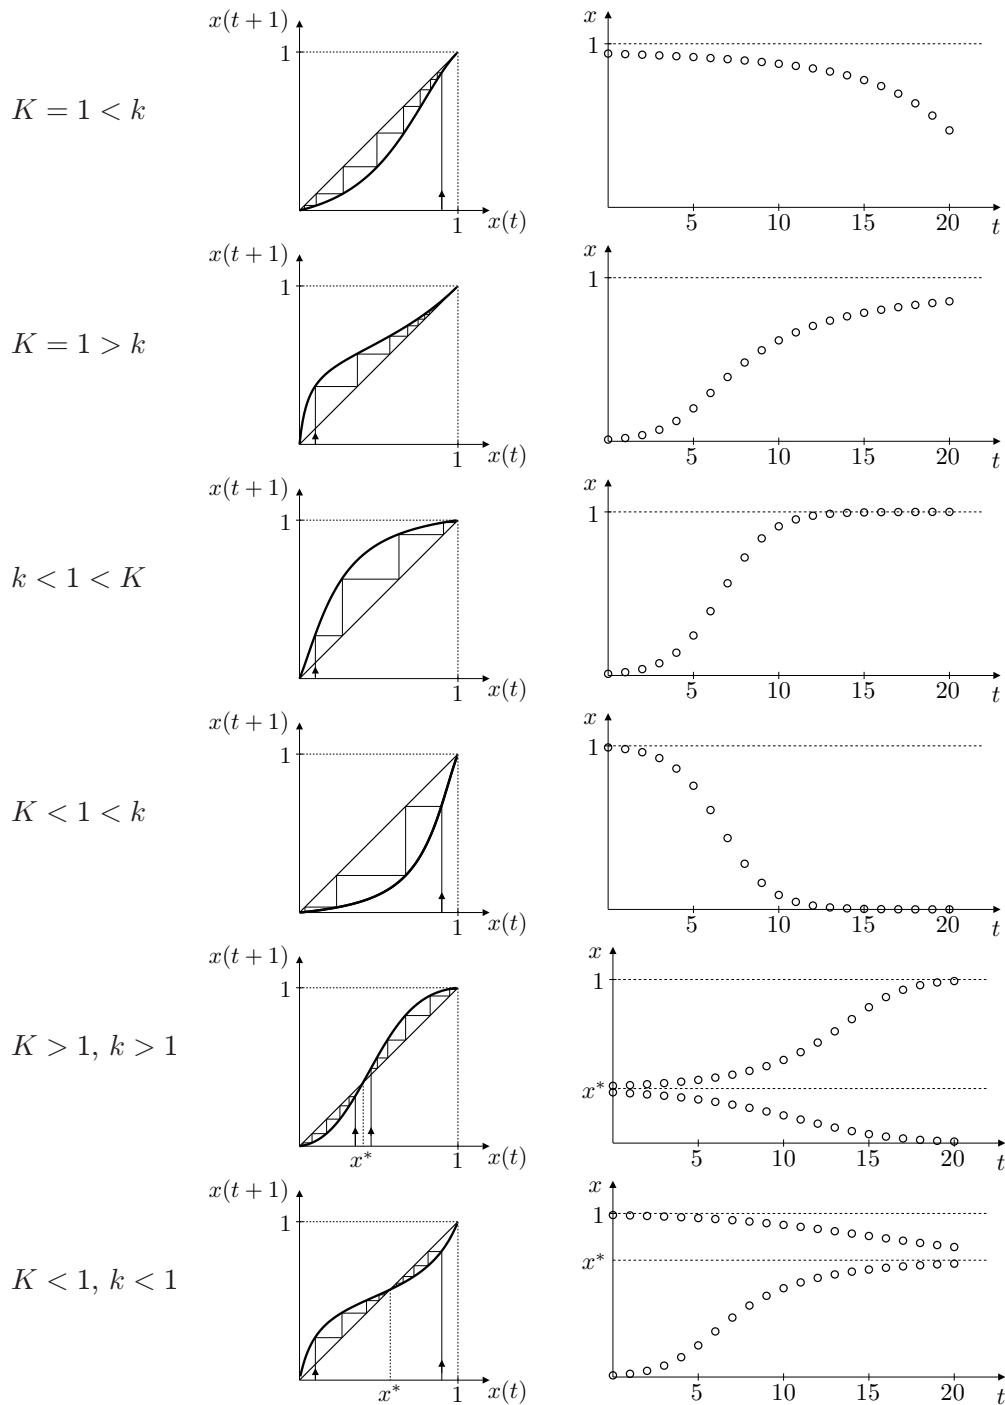 x(t + 1)
1
K = 1 < k
1
x(t)
x
1
5 10 15 20
t
x(t + 1)
1
K = 1 > k
1
x(t)
x
1
5 10 15 20
t
x(t + 1)
1
k < 1 < K
1
x(t)
x
1
5 10 15 20
t
x(t + 1)
1
K < 1 < k
1
x(t)
x
1
5 10 15 20
t
x(t + 1)
1
K > 1, k > 1
x*
1
x(t)
x
1
x*
5 10 15 20
t
x(t + 1)
1
K < 1, k < 1
x*
1
x(t)
x
1
x*
5 10 15 20
t